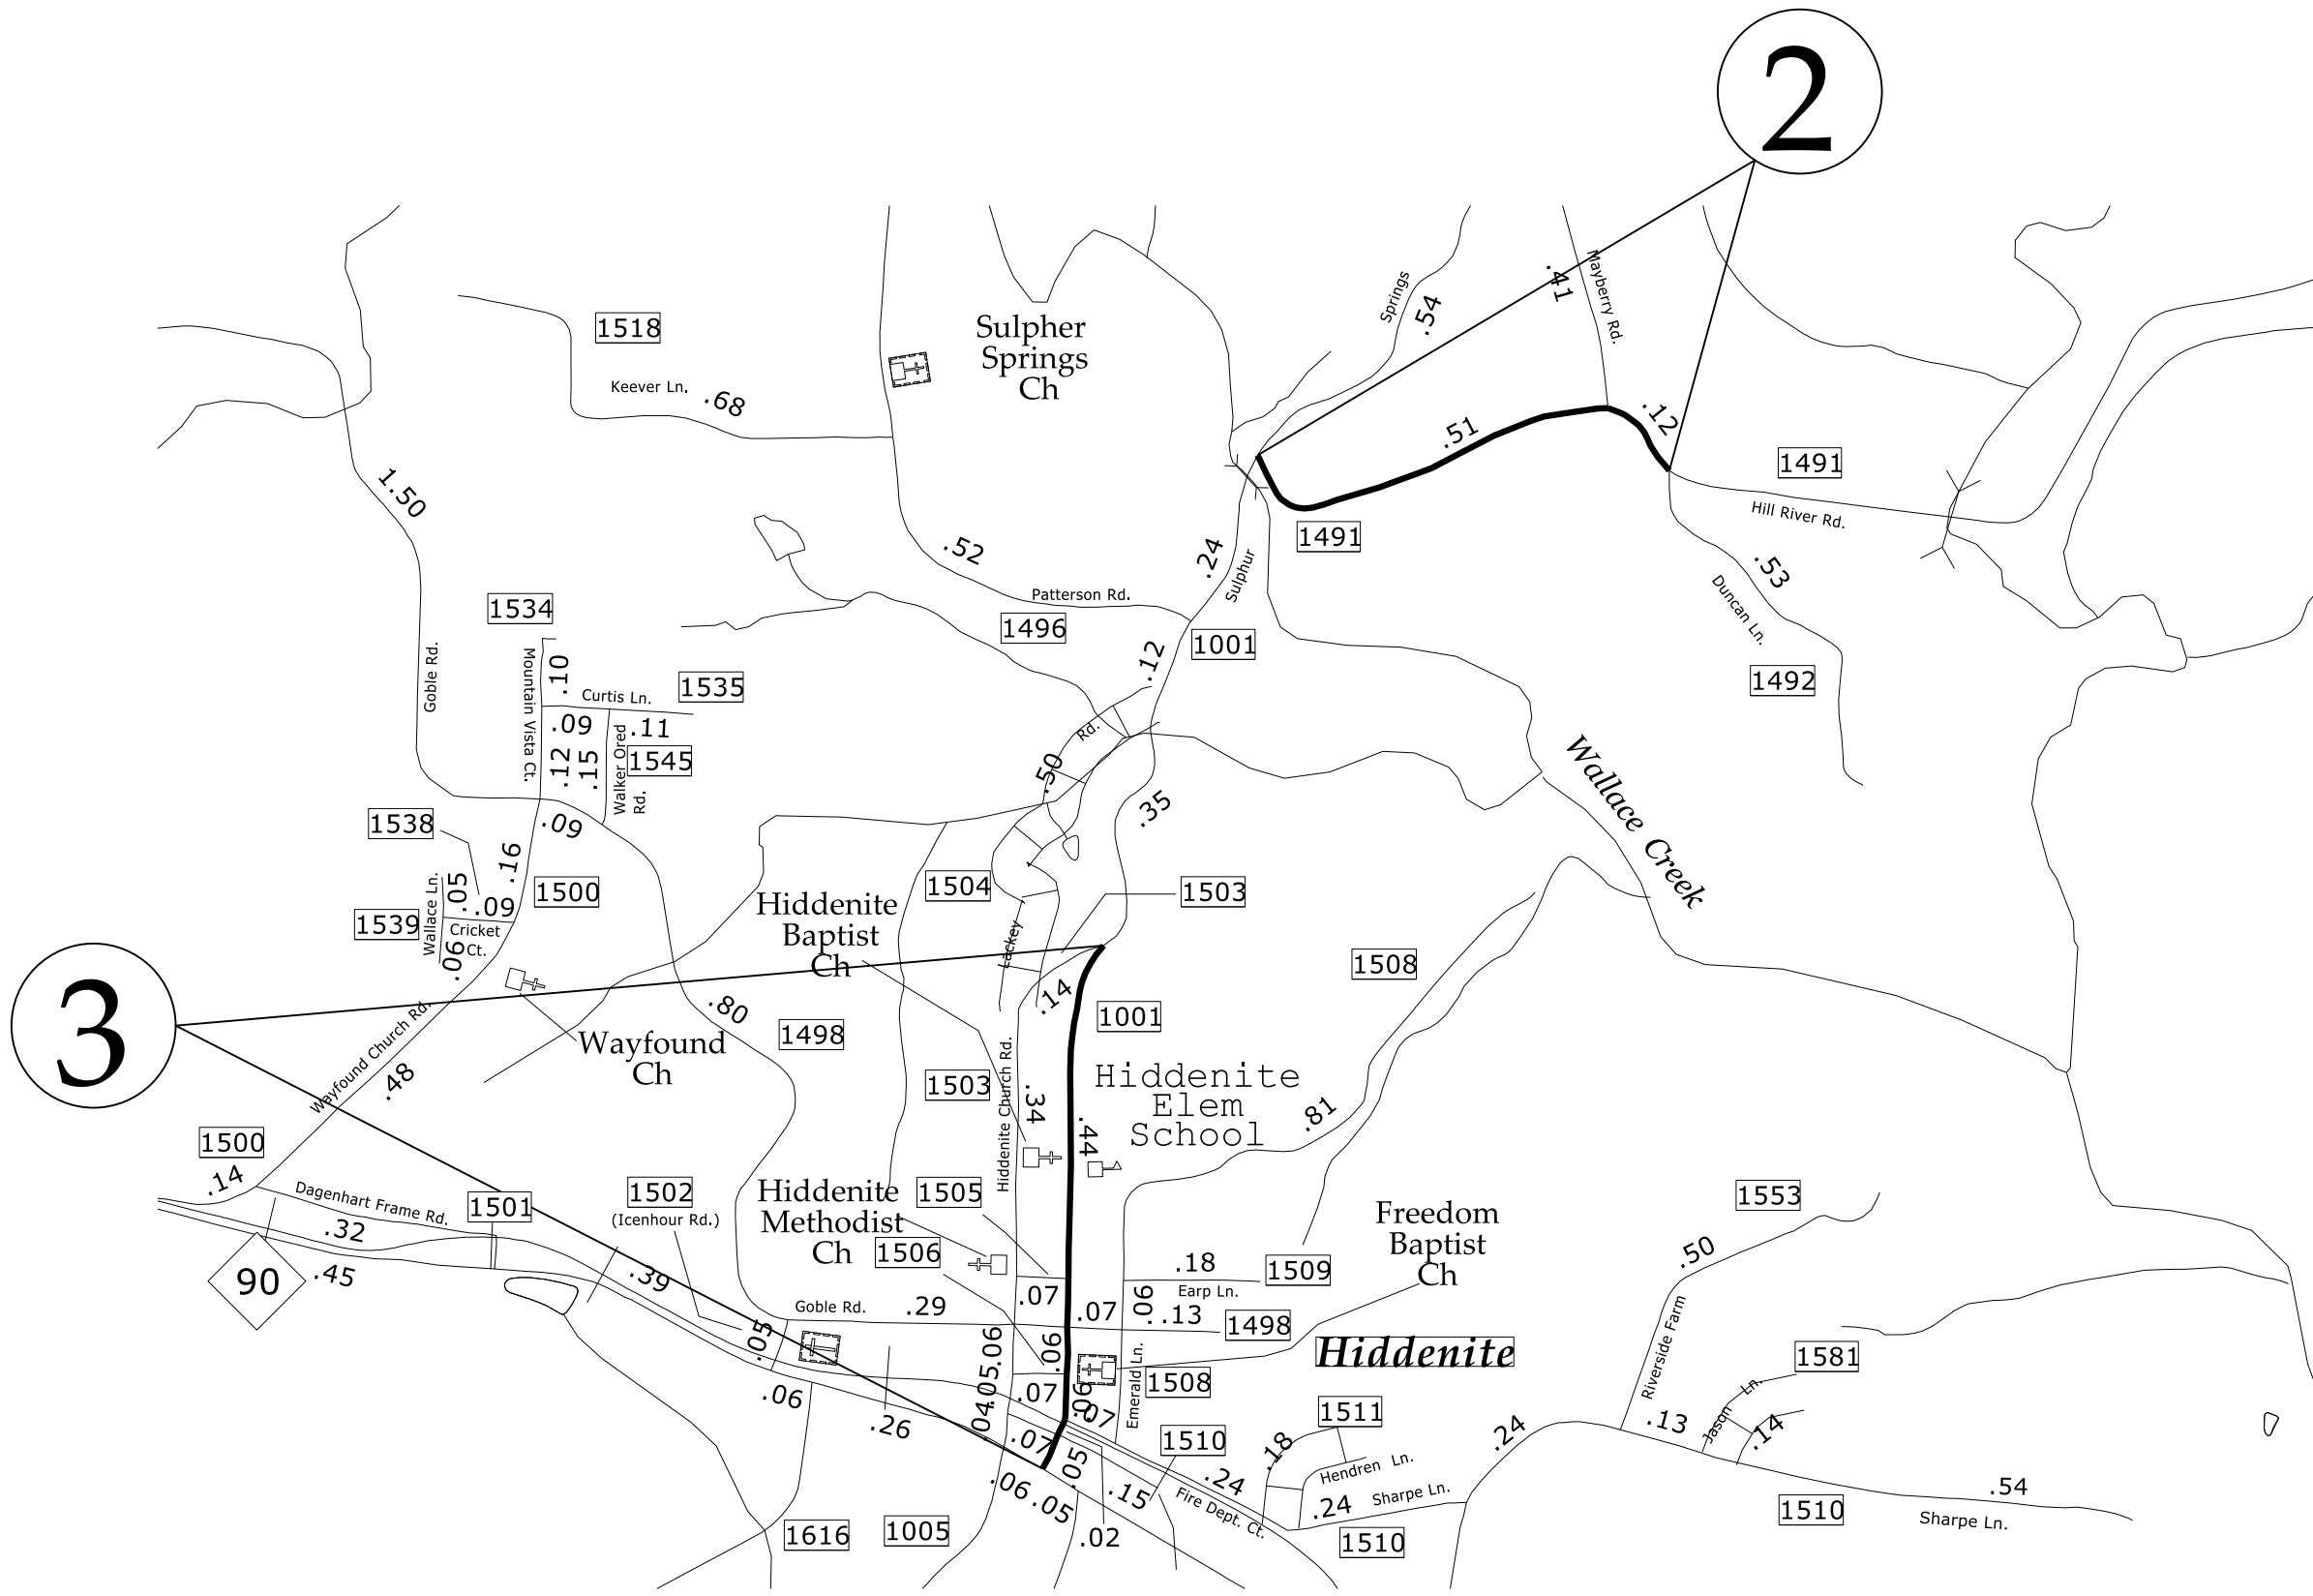 2
Springs
.54
.41
Mayberry Rd.
1518
Sulpher
Springs
Ch
Keever Ln.
.68
.51
.12
1491
1.50
Hill River Rd.
1491
.52
.24
Sulphur
.53
Duncan Ln.
Patterson Rd.
1534
1496
1001
1492
Goble Rd.
Mountain Vista Ct.
.10
Curtis Ln.
1535
.12
.09
.11
.12
.15
Walker Ored
Rd.
1545
Rd.
.50
Wallace Creek
1538
.09
.35
.16
Wallace Ln.
.05
.09
1500
1504
1503
1539
Cricket
Ct.
.06
Hiddenite
Baptist
Ch
Lackey
1508
3
.14
1001
Wayfound Church Rd.
.80
1498
Wayfound
Ch
.48
1503
Hiddenite Church Rd.
.34
.44
Hiddenite
Elem
School
.81
1500
.14
Dagenhart Frame Rd.
1501
1502
(Icenhour Rd.)
Hiddenite
Methodist
Ch
1505
1506
Freedom
Baptist
Ch
1553
.32
90
.45
.39
.18
1509
Earp Ln.
.50
Goble Rd.
.29
.07
.07
.06
.13
1498
.05
.06
.06
Hiddenite
Riverside Farm
1581
.05
.07
.06
Emerald Ln.
1508
.06
.26
.04
.07
.07
1510
1511
.24
.13
Jason
Ln.
.14
.18
Hendren Ln.
.06
.05
.05
.15
.24
Fire Dept. Ct.
.24
Sharpe Ln.
.54
1616
1005
.02
1510
1510
Sharpe Ln.